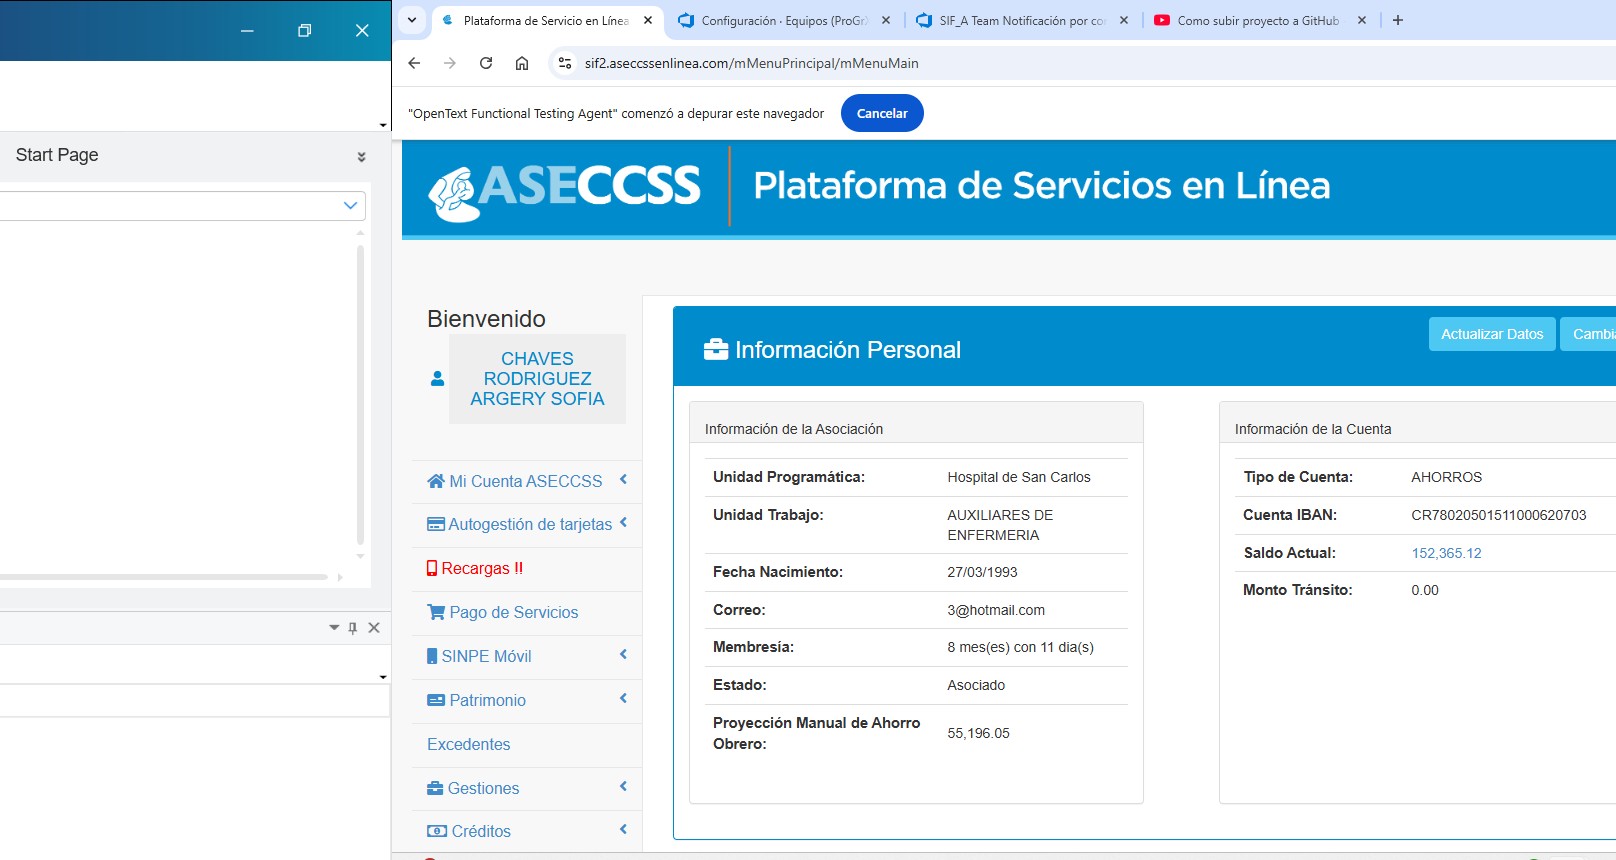 Plataforma de Servicio en Línea
Configuración · Equipos (ProGrX
SIF_A Team Notificación por co
Como subir proyecto a GitHub
sif2.aseccssenlinea.com/mMenuPrincipal/mMenuMain
"OpenText Functional Testing Agent" comenzó a depurar este navegador
Cancelar
Start Page
ASECCSS
Plataforma de Servicios en Línea
Bienvenido
CHAVES
RODRIGUEZ
ARGERY SOFIA
Mi Cuenta ASECCSS
Autogestión de tarjetas
Recargas !!
Pago de Servicios
SINPE Móvil
Patrimonio
Excedentes
Gestiones
Créditos
Información Personal
Actualizar Datos
Cambia
Información de la Asociación
Unidad Programática: Hospital de San Carlos
Unidad Trabajo: AUXILIARES DE
ENFERMERIA
Fecha Nacimiento: 27/03/1993
Correo: 3@hotmail.com
Membresía: 8 mes(es) con 11 dia(s)
Estado: Asociado
Proyección Manual de Ahorro
Obrero: 55,196.05
Información de la Cuenta
Tipo de Cuenta: AHORROS
Cuenta IBAN: CR78020501511000620703
Saldo Actual: 152,365.12
Monto Tránsito: 0.00